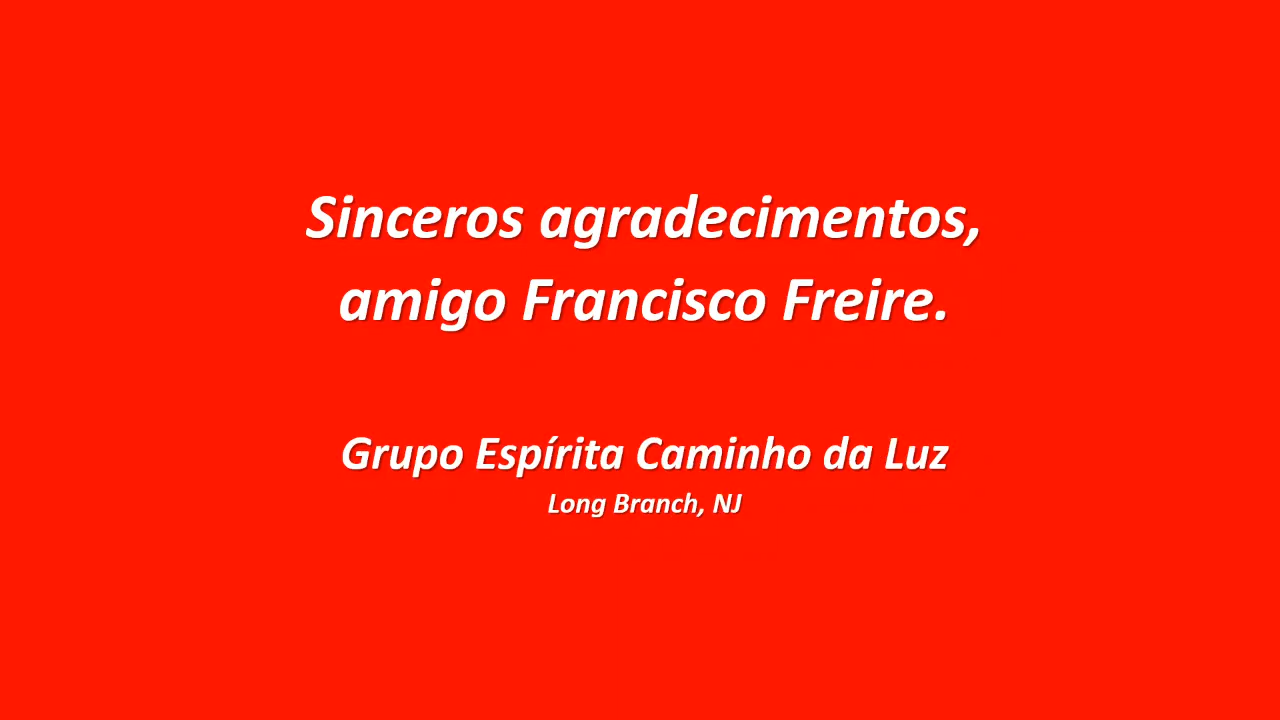 Sinceros agradecimentos,
amigo Francisco Freire.
Grupo Espírita Caminho da Luz
Long Branch, NJ